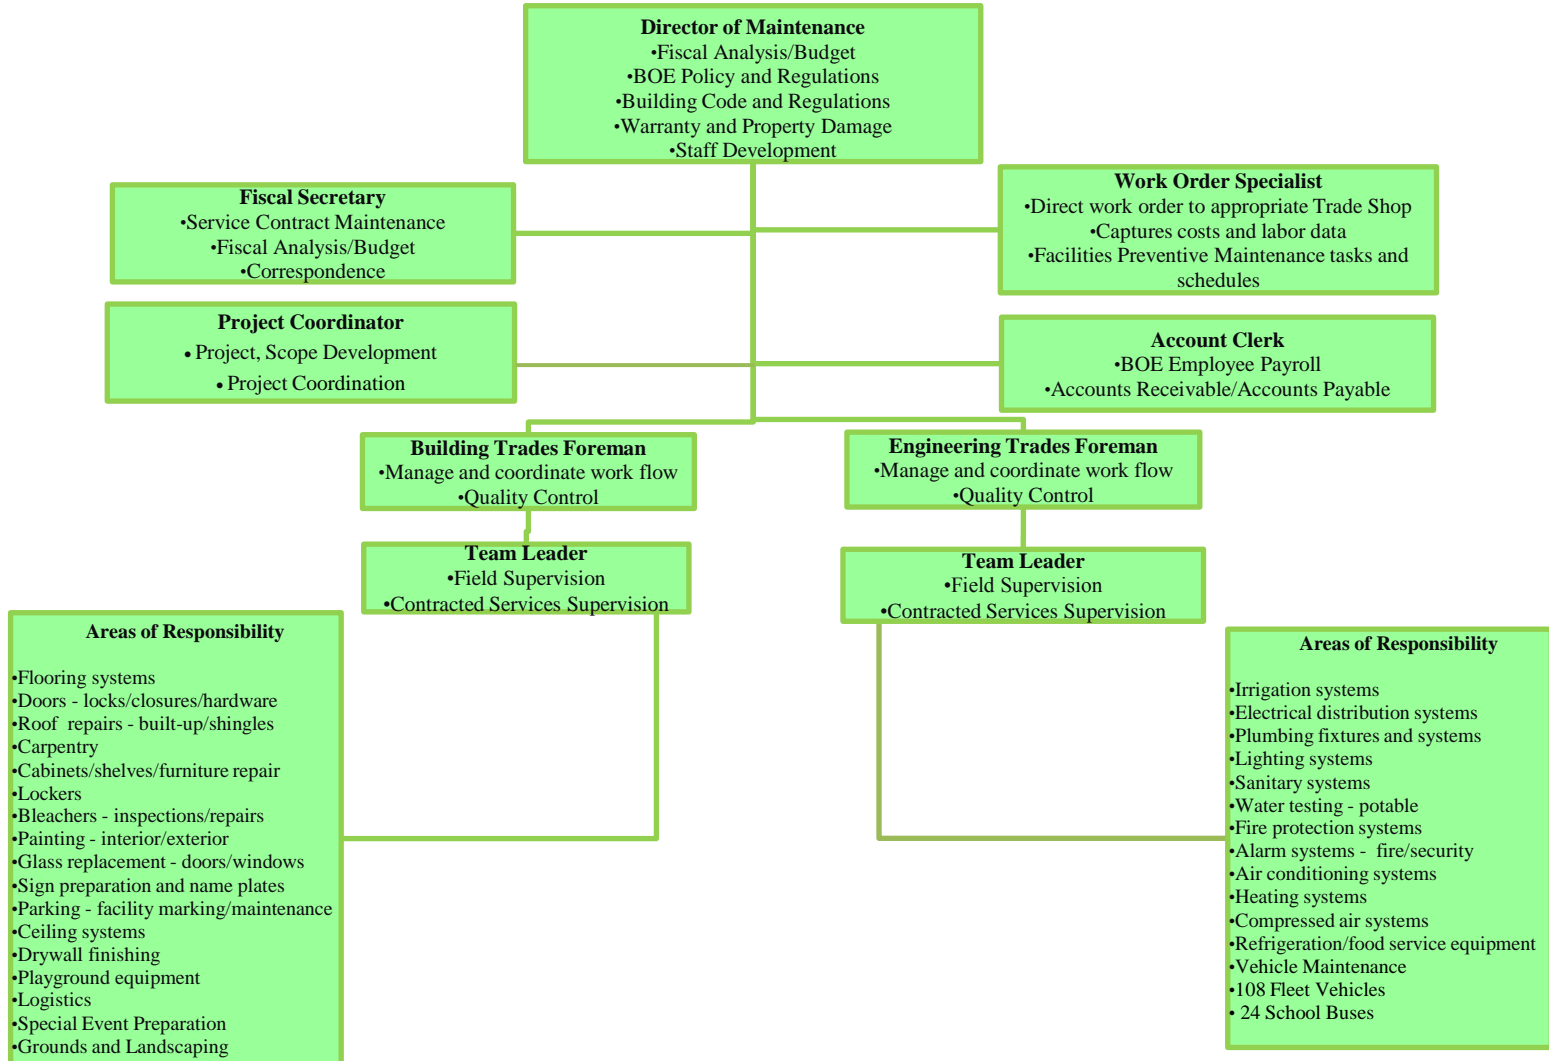 Director of Maintenance
•Fiscal Analysis/Budget
•BOE Policy and Regulations
•Building Code and Regulations
•Warranty and Property Damage
•Staff Development
Fiscal Secretary
•Service Contract Maintenance
•Fiscal Analysis/Budget
•Correspondence
Work Order Specialist
•Direct work order to appropriate Trade Shop
•Captures costs and labor data
•Facilities Preventive Maintenance tasks and
schedules
Project Coordinator
• Project, Scope Development
• Project Coordination
Account Clerk
•BOE Employee Payroll
•Accounts Receivable/Accounts Payable
Building Trades Foreman
•Manage and coordinate work flow
•Quality Control
Engineering Trades Foreman
•Manage and coordinate work flow
•Quality Control
Team Leader
•Field Supervision
•Contracted Services Supervision
Team Leader
•Field Supervision
•Contracted Services Supervision
Areas of Responsibility
•Flooring systems
•Doors - locks/closures/hardware
•Roof  repairs - built-up/shingles
•Carpentry
•Cabinets/shelves/furniture repair
•Lockers
•Bleachers - inspections/repairs
•Painting - interior/exterior
•Glass replacement - doors/windows
•Sign preparation and name plates
•Parking - facility marking/maintenance
•Ceiling systems
•Drywall finishing
•Playground equipment
•Logistics
•Special Event Preparation
•Grounds and Landscaping
Areas of Responsibility
•Irrigation systems
•Electrical distribution systems
•Plumbing fixtures and systems
•Lighting systems
•Sanitary systems
•Water testing - potable
•Fire protection systems
•Alarm systems -  fire/security
•Air conditioning systems
•Heating systems
•Compressed air systems
•Refrigeration/food service equipment
•Vehicle Maintenance
•108 Fleet Vehicles
• 24 School Buses